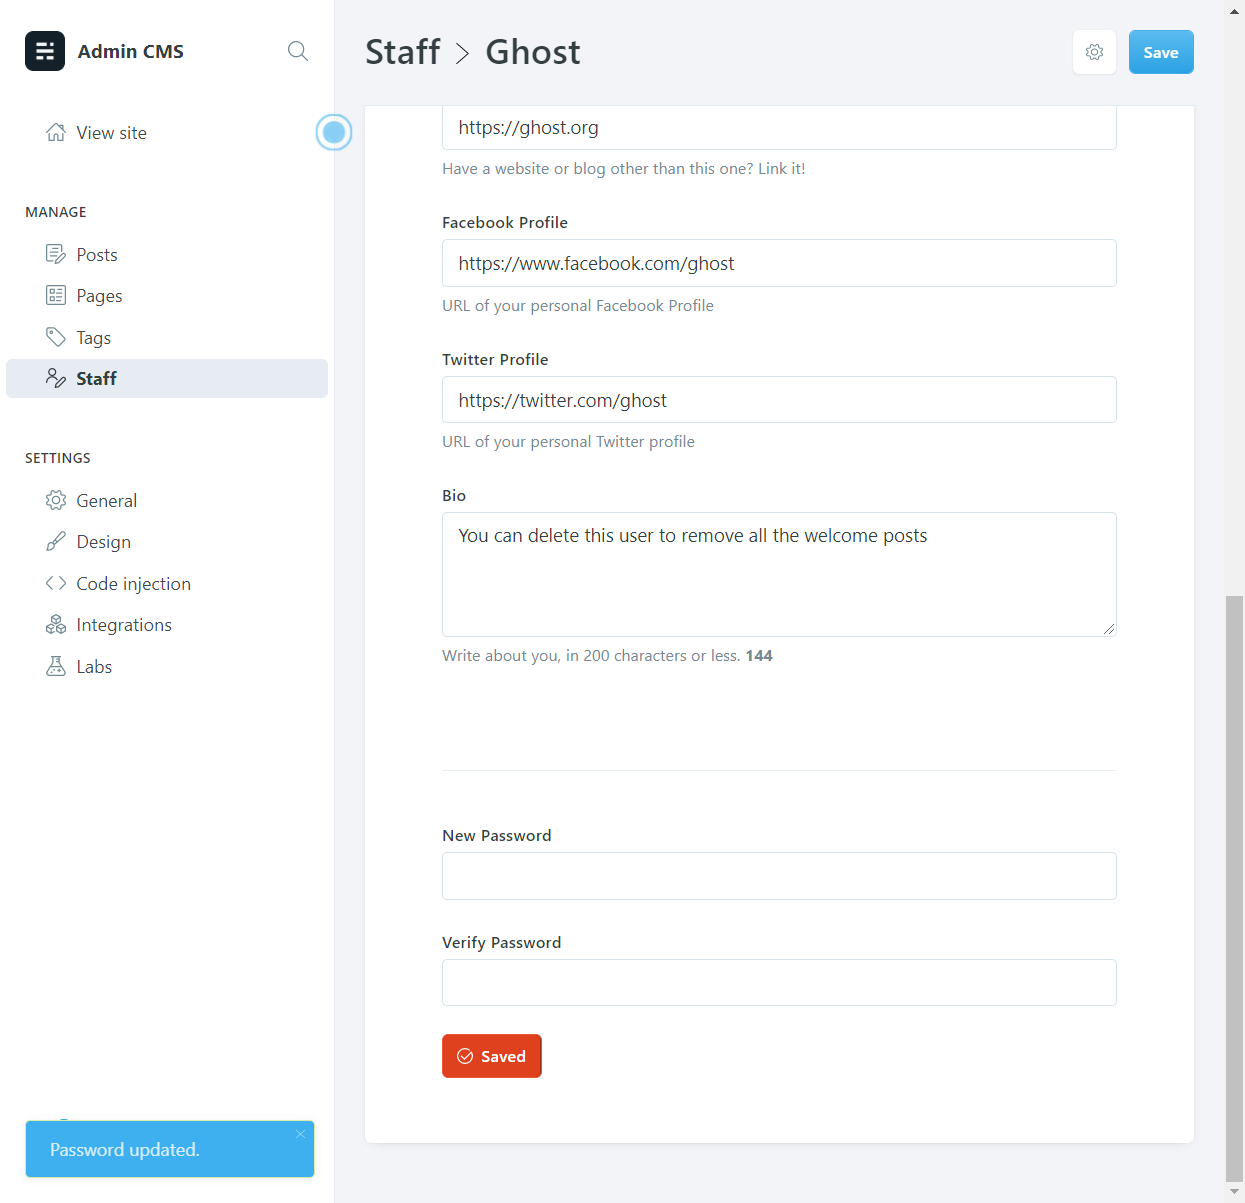 Admin CMS
View site
MANAGE
Posts
Pages
Tags
Staff
SETTINGS
General
Design
Code injection
Integrations
Labs
Password updated.
Staff > Ghost
Save
https://ghost.org
Have a website or blog other than this one? Link it!
Facebook Profile
https://www.facebook.com/ghost
URL of your personal Facebook Profile
Twitter Profile
https://twitter.com/ghost
URL of your personal Twitter profile
Bio
You can delete this user to remove all the welcome posts
Write about you, in 200 characters or less. 144
New Password
Verify Password
Saved